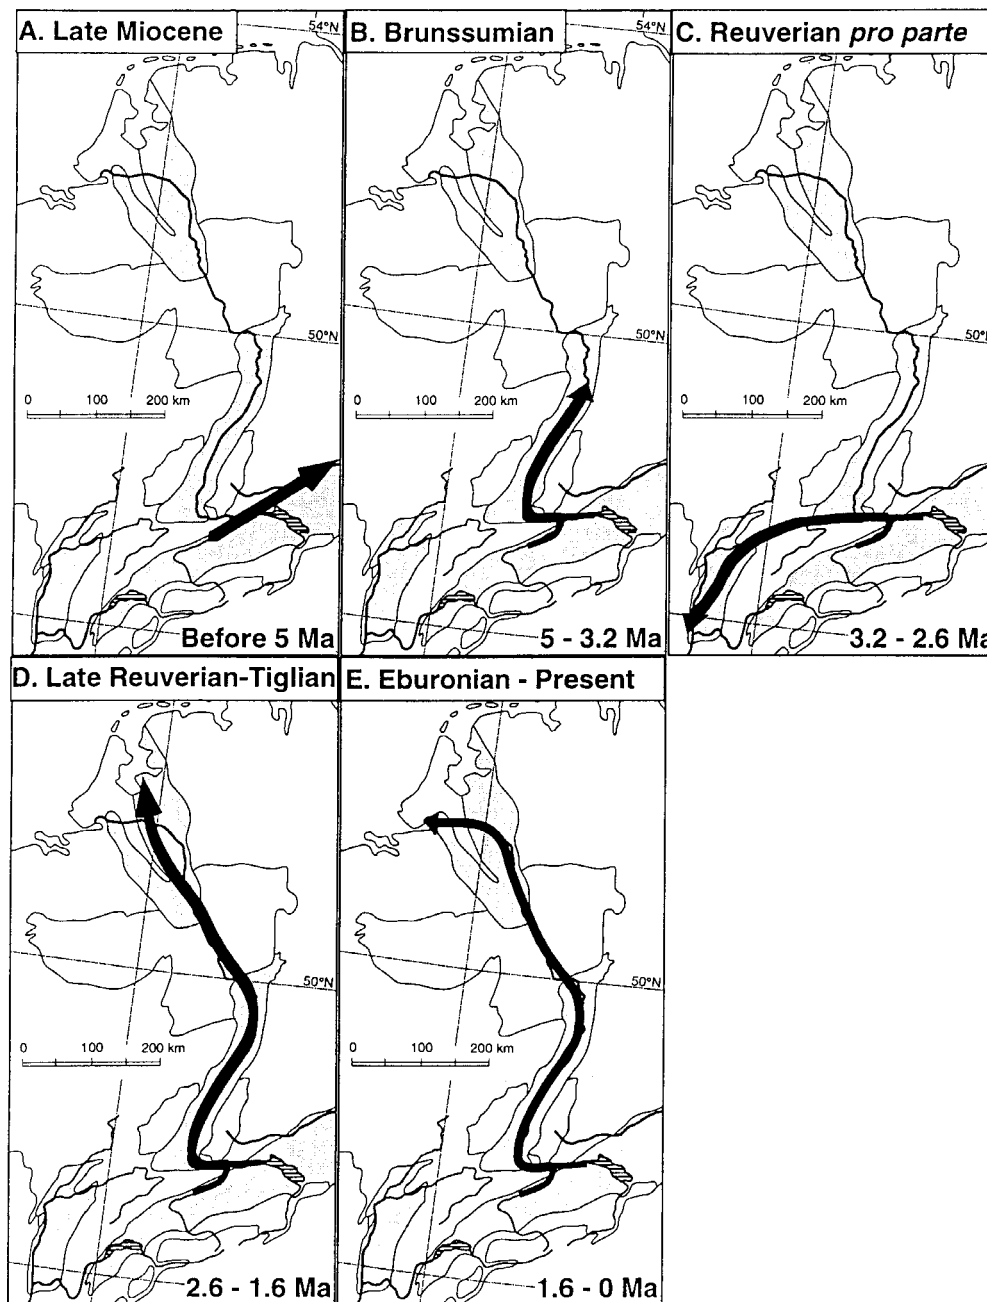 A. Late Miocene
54°N
50°N
0 100 200 km
Before 5 Ma
B. Brunssumian
54°N
50°N
0 100 200 km
5 - 3.2 Ma
C. Reuverian pro parte
50°N
0 100 200 km
3.2 - 2.6 Ma
D. Late Reuverian-Tiglian
50°N
0 100 200 km
2.6 - 1.6 Ma
E. Eburonian - Present
50°N
0 100 200 km
1.6 - 0 Ma